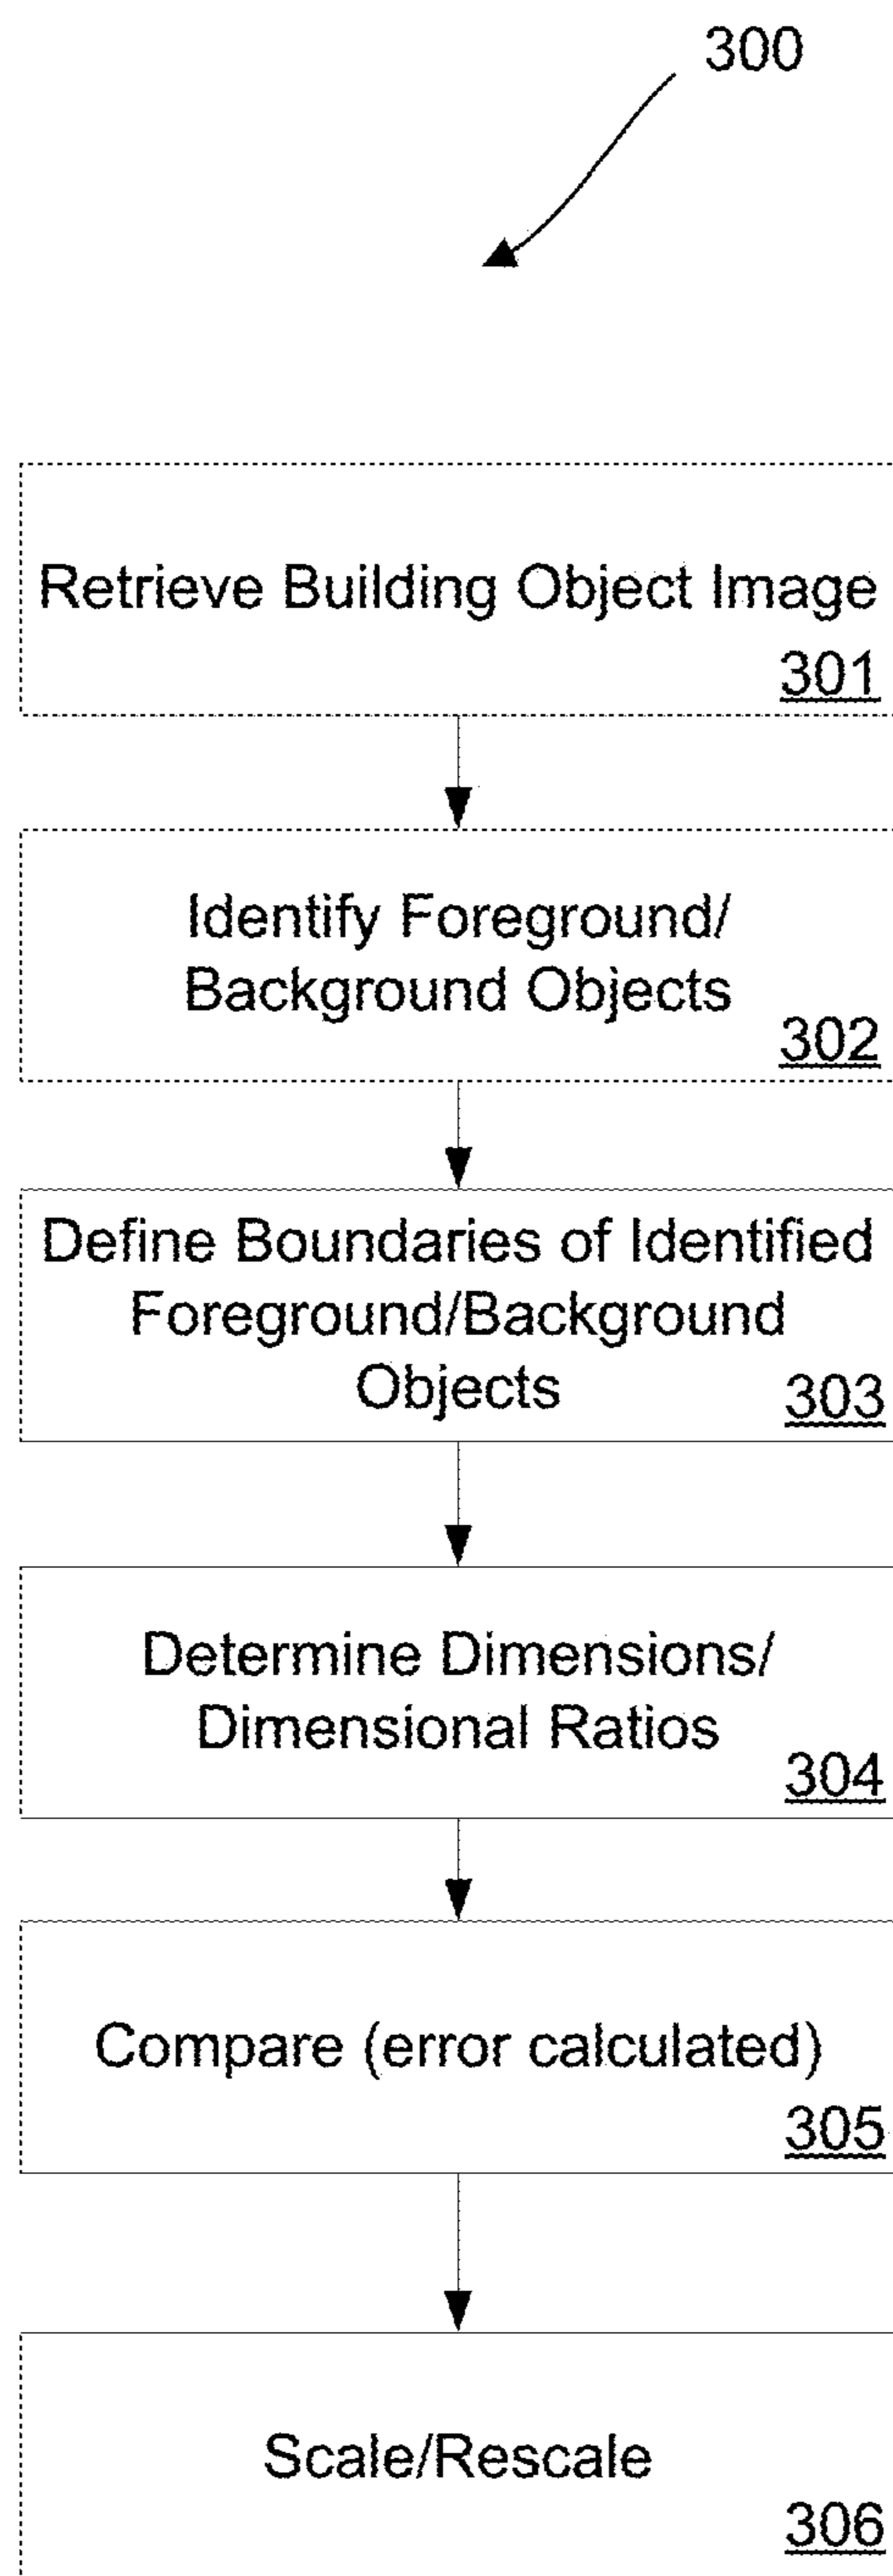 300
Retrieve Building Object Image
301
Identify Foreground/
Background Objects
302
Define Boundaries of Identified
Foreground/Background
Objects
303
Determine Dimensions/
Dimensional Ratios
304
Compare (error calculated)
305
Scale/Rescale
306